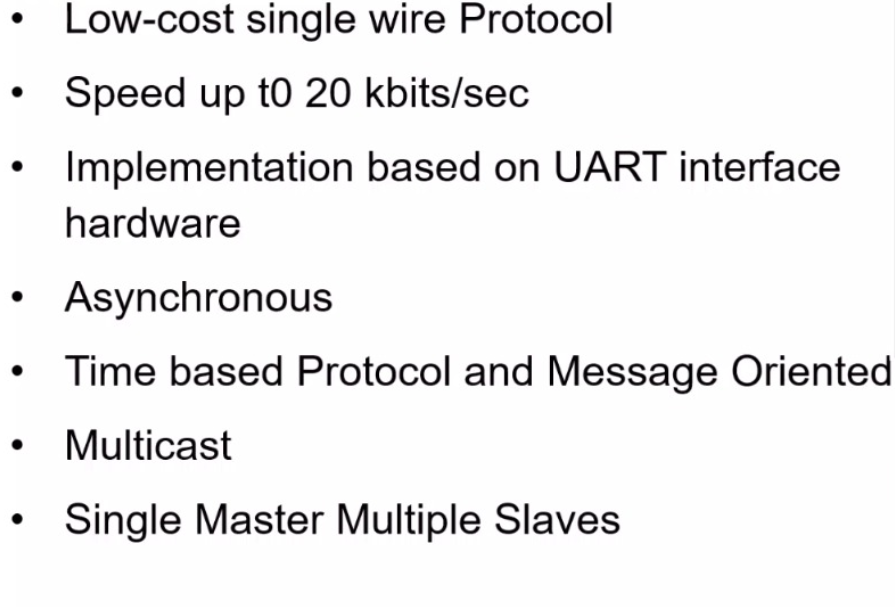 • Low-cost single wire Protocol
• Speed up t0 20 kbits/sec
• Implementation based on UART interface
hardware
• Asynchronous
• Time based Protocol and Message Oriented
• Multicast
• Single Master Multiple Slaves